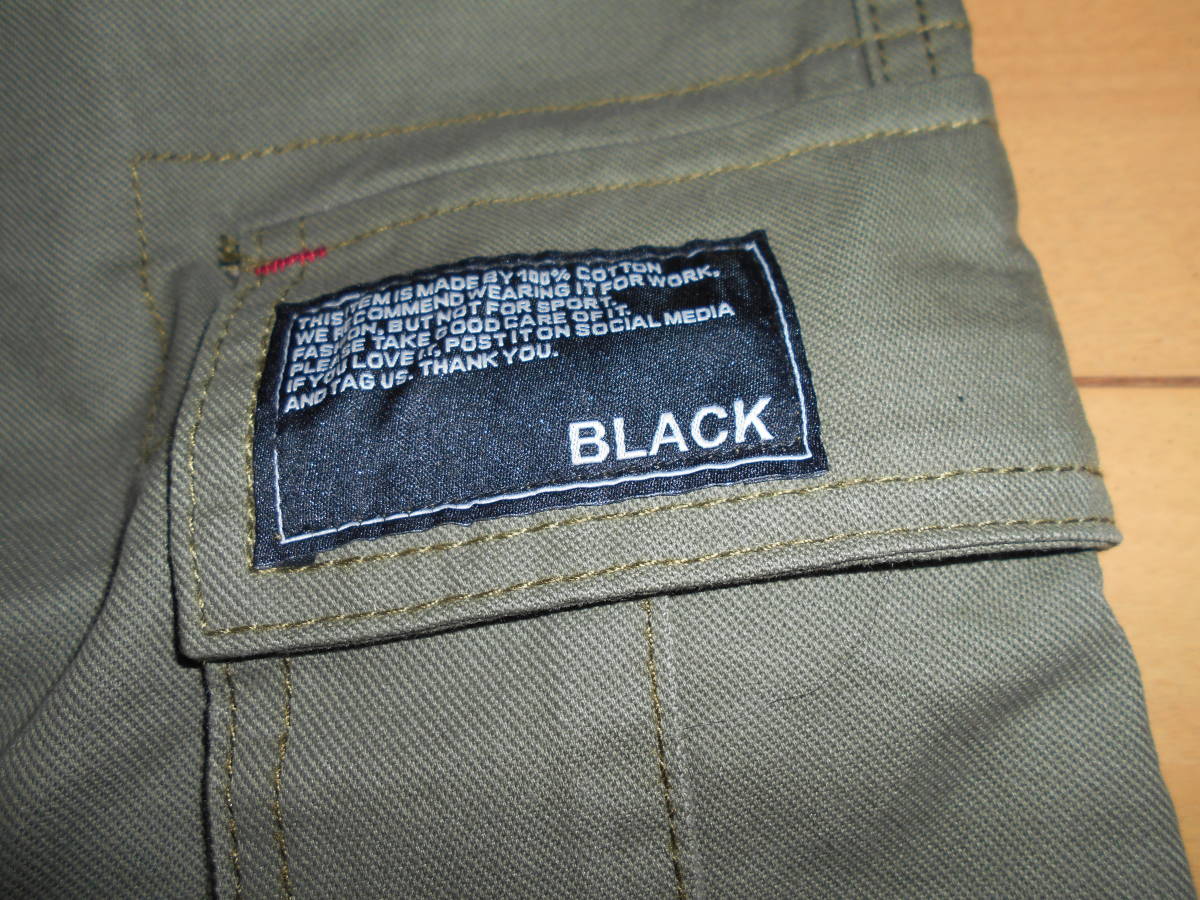 THIS ITEM IS MADE BY 100% COTTON
WE RECOMMEND WEARING IT FOR WORK,
FASHION, BUT NOT FOR SPORT.
PLEASE TAKE GOOD CARE OF IT.
IF YOU LOVE IT, POST IT ON SOCIAL MEDIA
AND TAG US. THANK YOU.
BLACK